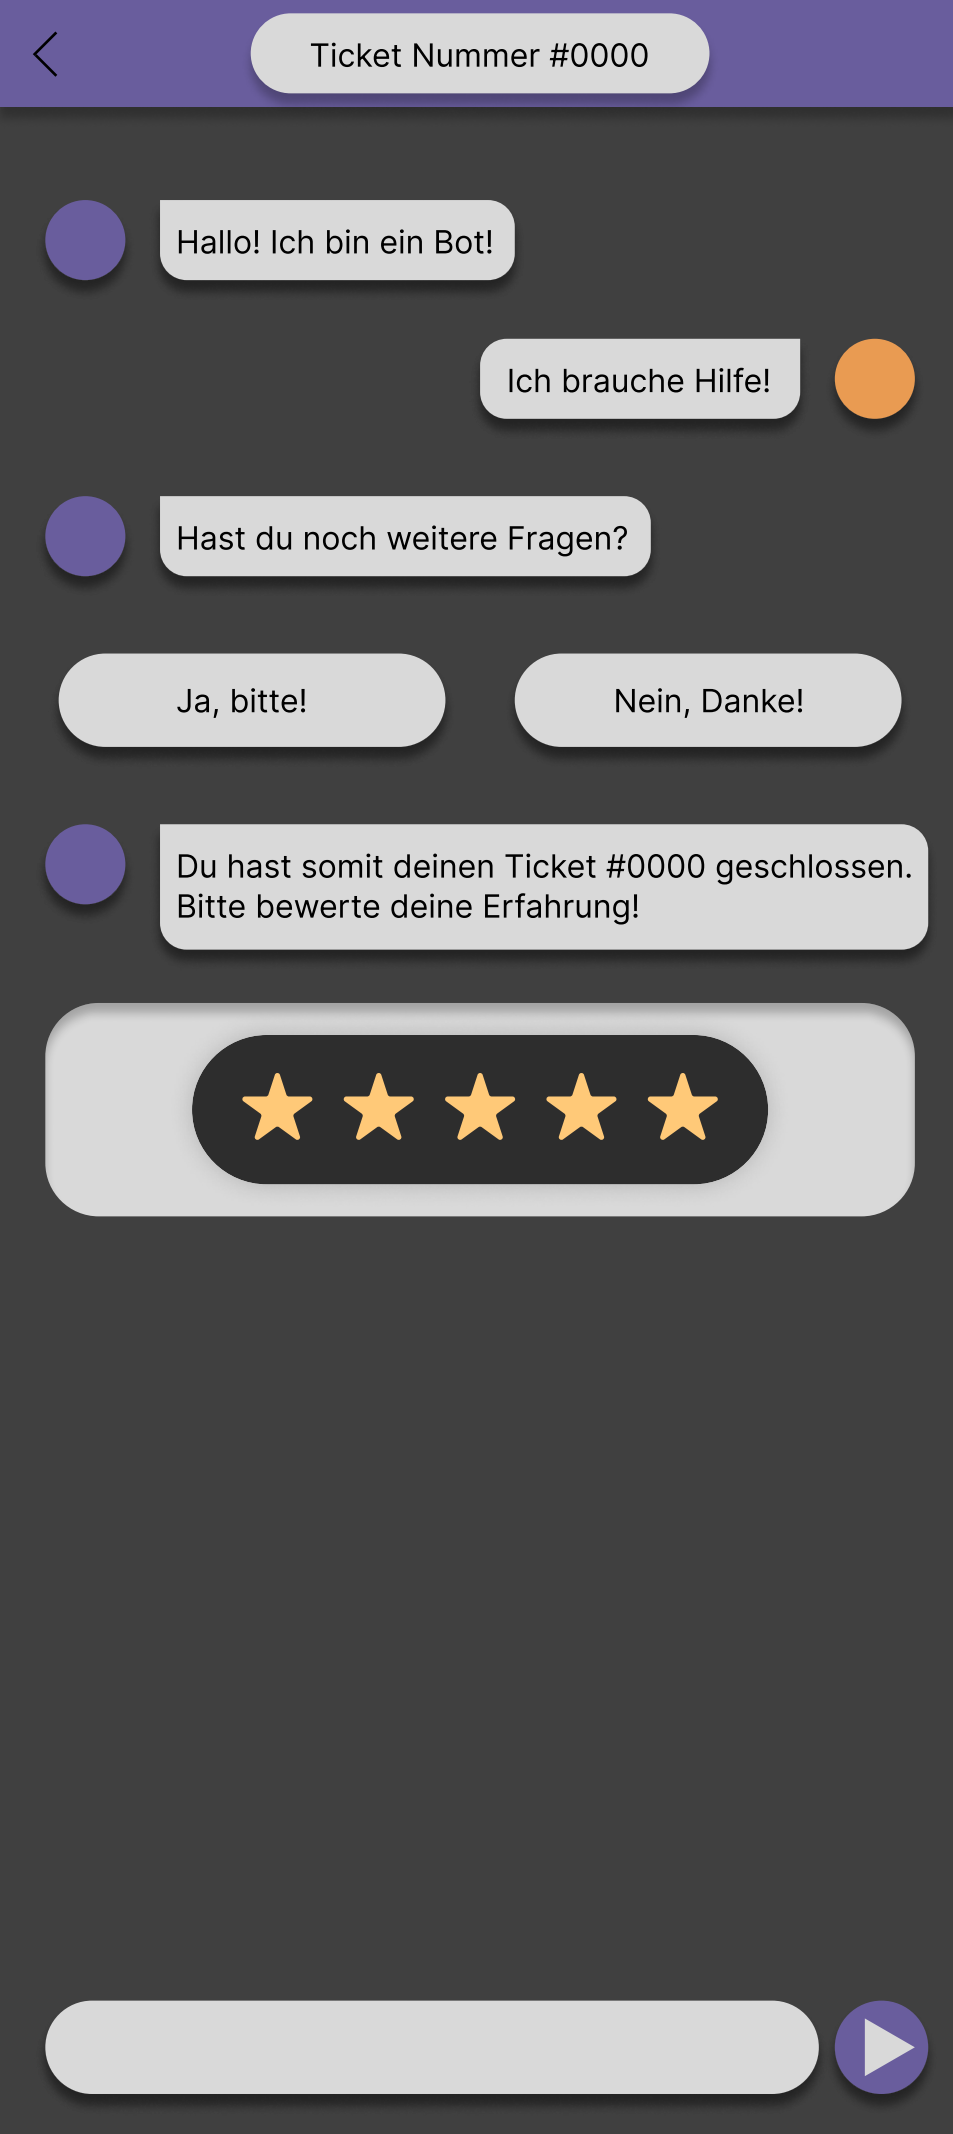 Ticket Nummer #0000
Hallo! Ich bin ein Bot!
Ich brauche Hilfe!
Hast du noch weitere Fragen?
Ja, bitte!
Nein, Danke!
Du hast somit deinen Ticket #0000 geschlossen.
Bitte bewerte deine Erfahrung!